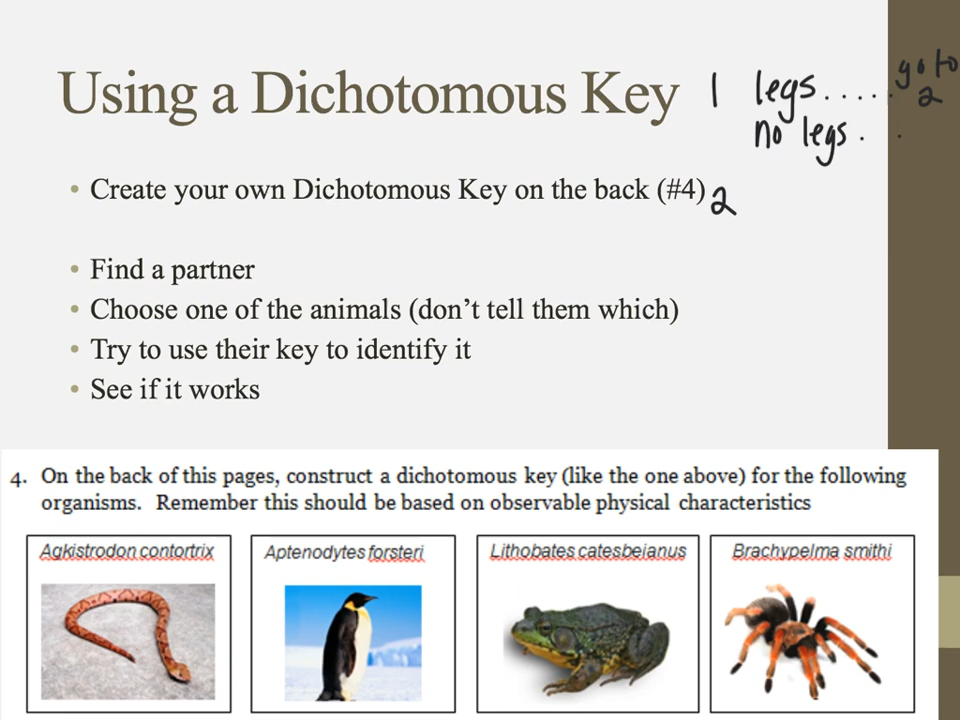 Using a Dichotomous Key
1 legs..... go to 2
no legs. .
• Create your own Dichotomous Key on the back (#4)
2
• Find a partner
• Choose one of the animals (don’t tell them which)
• Try to use their key to identify it
• See if it works
4. On the back of this pages, construct a dichotomous key (like the one above) for the following
organisms. Remember this should be based on observable physical characteristics
Agkistrodon contortrix
Aptenodytes forsteri
Lithobates catesbeianus
Brachypelma smithi